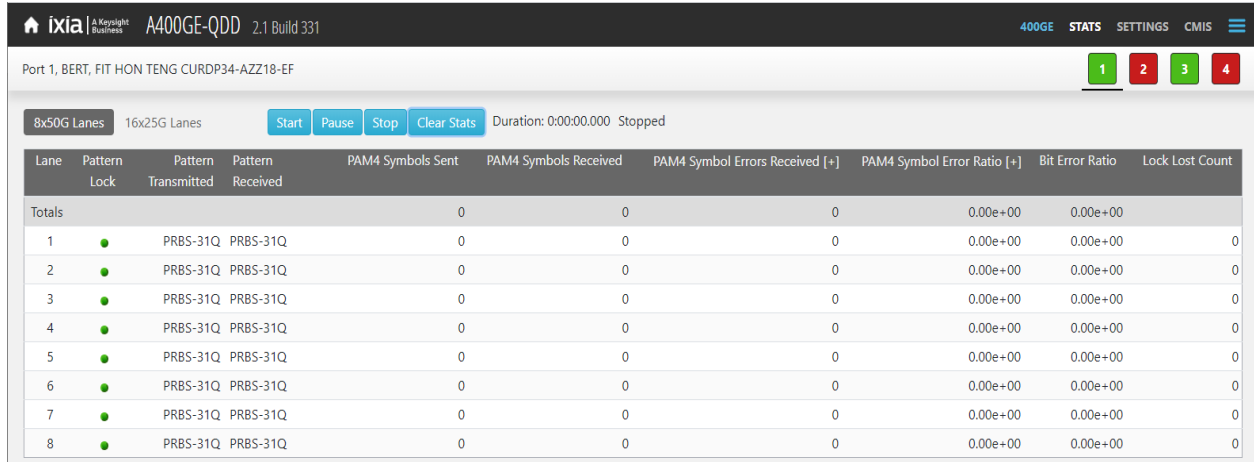 ixia A Keysight Business A400GE-QDD 2.1 Build 331 400GE STATS SETTINGS CMIS
Port 1, BERT, FIT HON TENG CURDP34-AZZ18-EF 1 2 3 4
8x50G Lanes 16x25G Lanes Start Pause Stop Clear Stats Duration: 0:00:00.000 Stopped
Lane Pattern Lock Pattern Transmitted Pattern Received PAM4 Symbols Sent PAM4 Symbols Received PAM4 Symbol Errors Received [+] PAM4 Symbol Error Ratio [+] Bit Error Ratio Lock Lost Count
Totals 0 0 0 0.00e+00 0.00e+00
1 PRBS-31Q PRBS-31Q 0 0 0 0.00e+00 0.00e+00 0
2 PRBS-31Q PRBS-31Q 0 0 0 0.00e+00 0.00e+00 0
3 PRBS-31Q PRBS-31Q 0 0 0 0.00e+00 0.00e+00 0
4 PRBS-31Q PRBS-31Q 0 0 0 0.00e+00 0.00e+00 0
5 PRBS-31Q PRBS-31Q 0 0 0 0.00e+00 0.00e+00 0
6 PRBS-31Q PRBS-31Q 0 0 0 0.00e+00 0.00e+00 0
7 PRBS-31Q PRBS-31Q 0 0 0 0.00e+00 0.00e+00 0
8 PRBS-31Q PRBS-31Q 0 0 0 0.00e+00 0.00e+00 0